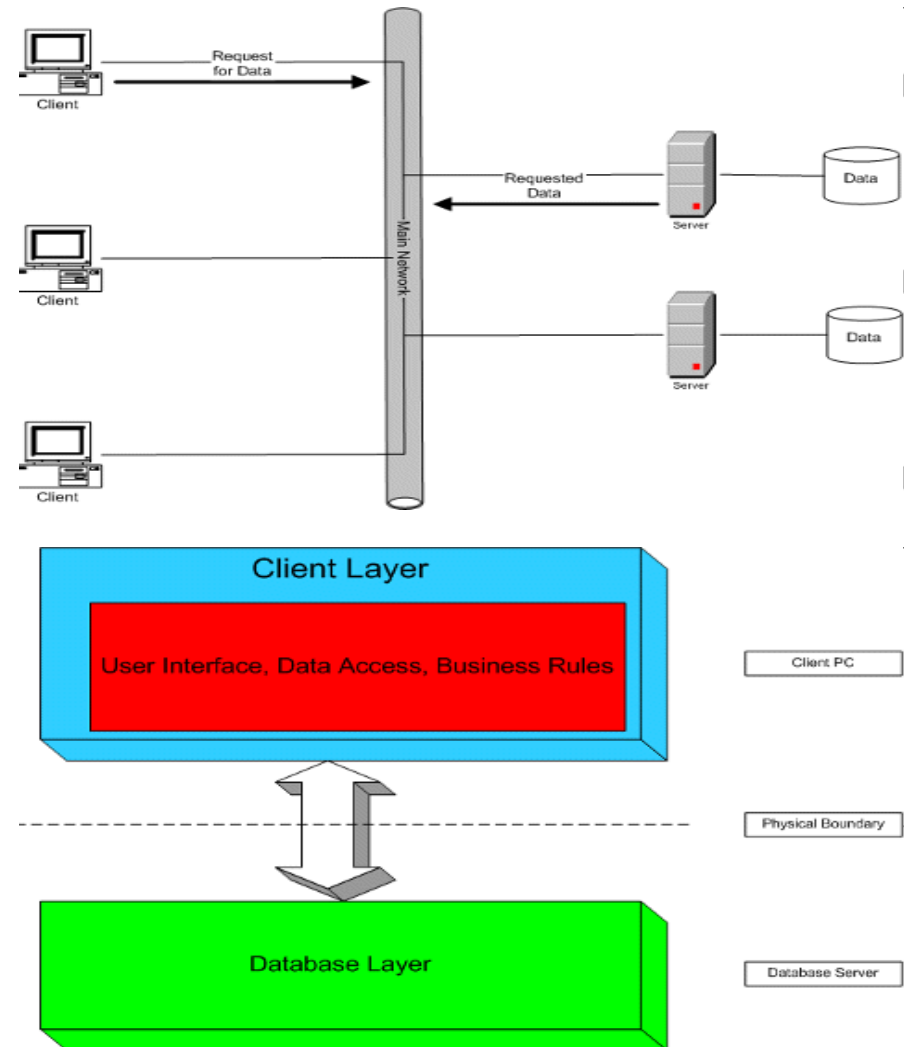 Request
for Data
Client
Requested
Data
Server
Data
Main Network
Client
Server
Data
Client
Client Layer
User Interface, Data Access, Business Rules
Client PC
Physical Boundary
Database Layer
Database Server